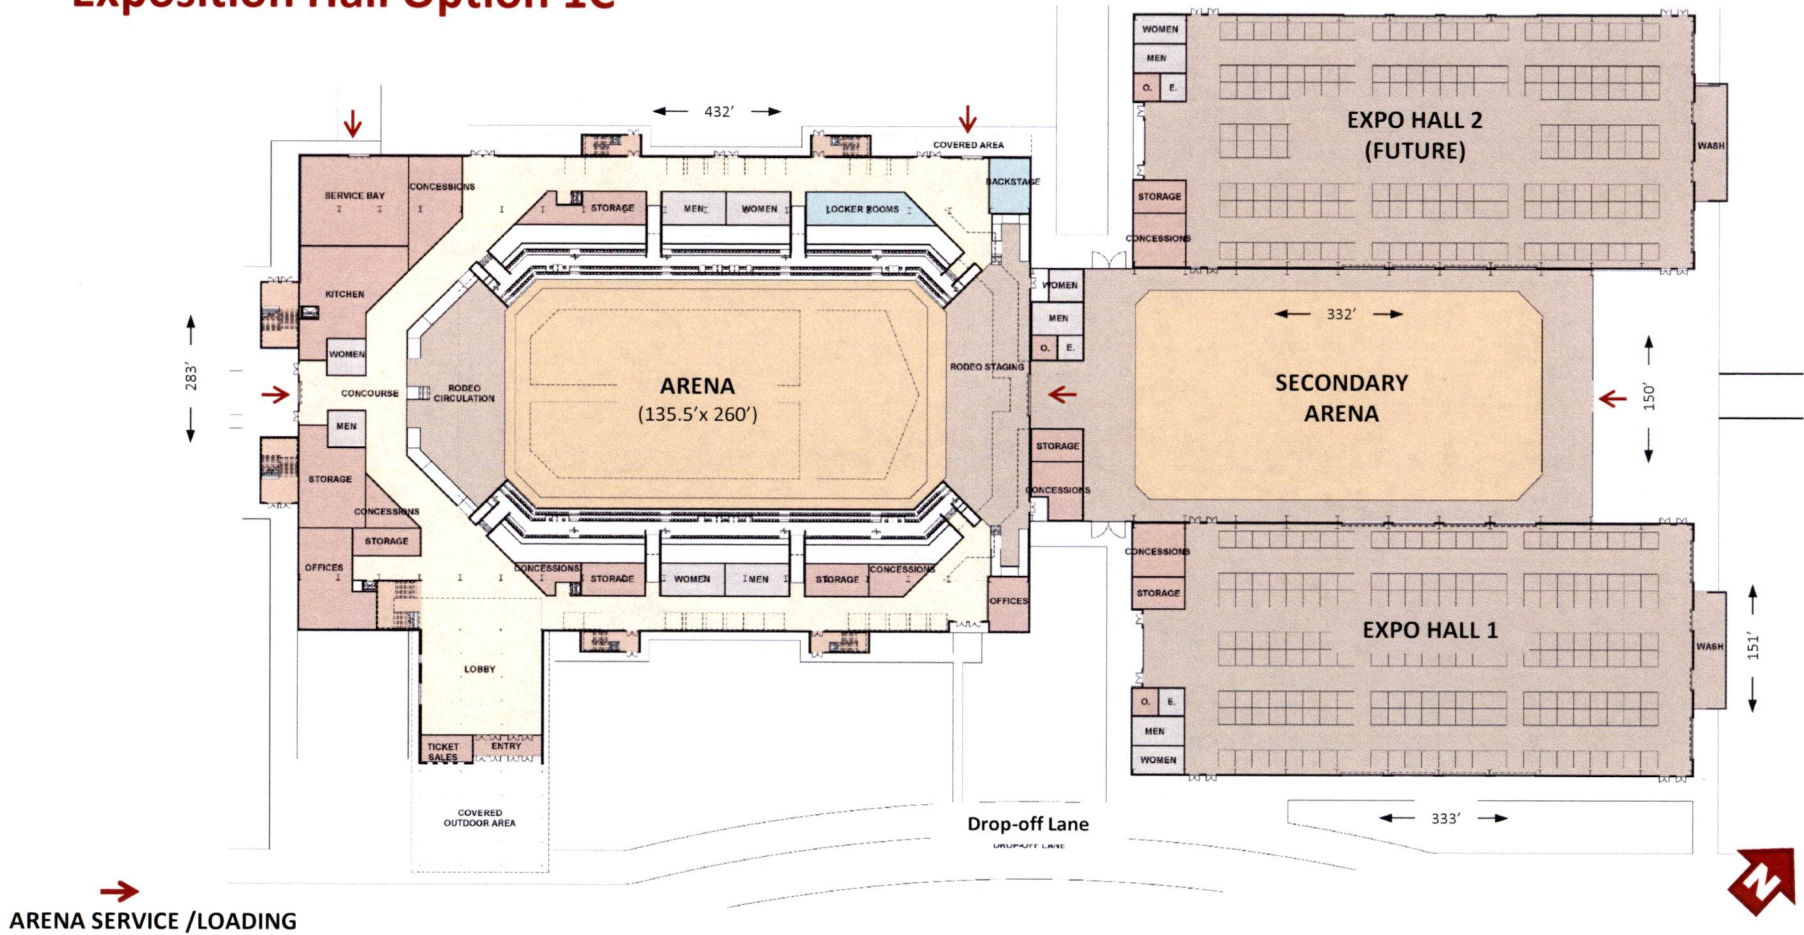 Exposition Hall Option 1C
WOMEN
MEN
O. E.
EXPO HALL 2
(FUTURE)
WASH
STORAGE
CONCESSIONS
432'
COVERED AREA
SERVICE BAY
CONCESSIONS
BACKSTAGE
STORAGE
MEN
WOMEN
LOCKER ROOMS
KITCHEN
WOMEN
CONCOURSE
MEN
283'
RODEO
CIRCULATION
ARENA
(135.5'x 260')
RODEO STAGING
WOMEN
MEN
O. E.
332'
SECONDARY
ARENA
150'
STORAGE
CONCESSIONS
STORAGE
CONCESSIONS
STORAGE
OFFICES
CONCESSIONS
STORAGE
WOMEN
MEN
STORAGE
CONCESSIONS
OFFICES
CONCESSIONS
STORAGE
EXPO HALL 1
WASH
151'
O. E.
MEN
WOMEN
LOBBY
TICKET
SALES
ENTRY
COVERED
OUTDOOR AREA
Drop-off Lane
DROP-OFF LANE
333'
N
ARENA SERVICE /LOADING